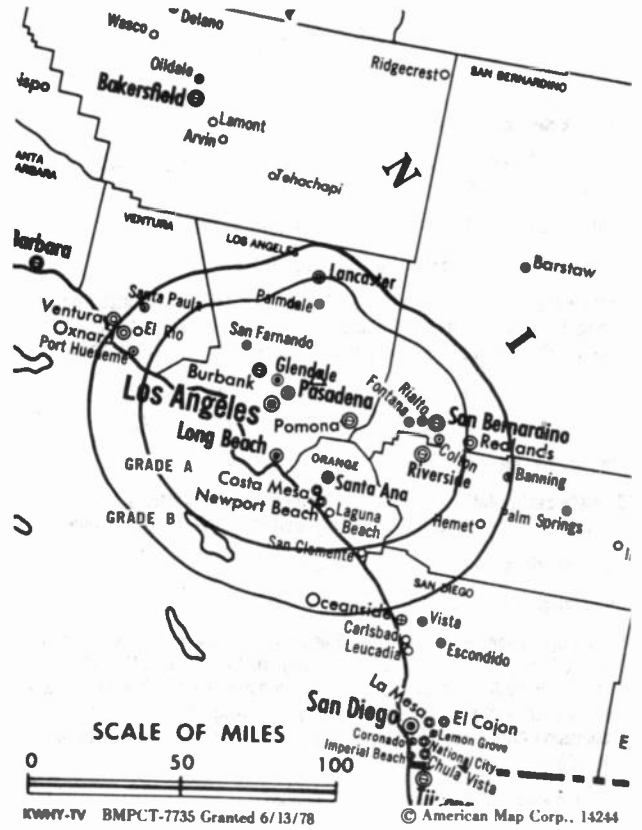 Delano
Wasco
Oildale
Ridgecrest
SAN BERNARDINO
ispo
Bakersfield
Lamont
Arvin
N
ANTA
ARBARA
Tehachapi
VENTURA
LOS ANGELES
Barbara
Lancaster
Barstow
Santa Paula
Palmdale
Ventura
Oxnard
El Rio
San Farnando
I
Port Hueneme
Glendale
Burbank
Pasadena
Los Angeles
Fontana
Rialto
San Bernardino
Pomona
Redlands
Long Beach
Colton
ORANGE
Riverside
GRADE A
Santa Ana
Banning
Costa Mesa
Newport Beach
Laguna
Beach
GRADE B
Hemet
Palm Springs
San Clemente
SAN DIEGO
Oceanside
Vista
Carlsbad
Leucadia
Escondido
La Mesa
San Diego
El Cajon
Lemon Grove
SCALE OF MILES
Coronado
National City
E
Imperial Beach
Chula Vista
0 50 100
KWHY-TV BMPCT-7735 Granted 6/13/78
© American Map Corp., 14244